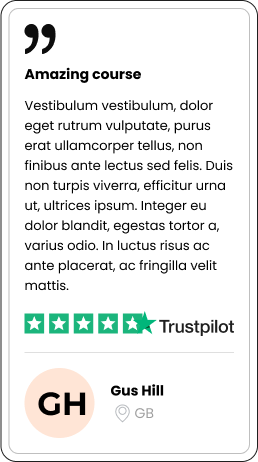 Amazing course
Vestibulum vestibulum, dolor
eget rutrum vulputate, purus
erat ullamcorper tellus, non
finibus ante lectus sed felis. Duis
non turpis viverra, efficitur urna
ut, ultrices ipsum. Integer eu
dolor blandit, egestas tortor a,
varius odio. In luctus risus ac
ante placerat, ac fringilla velit
mattis.
Trustpilot
GH
Gus Hill
GB